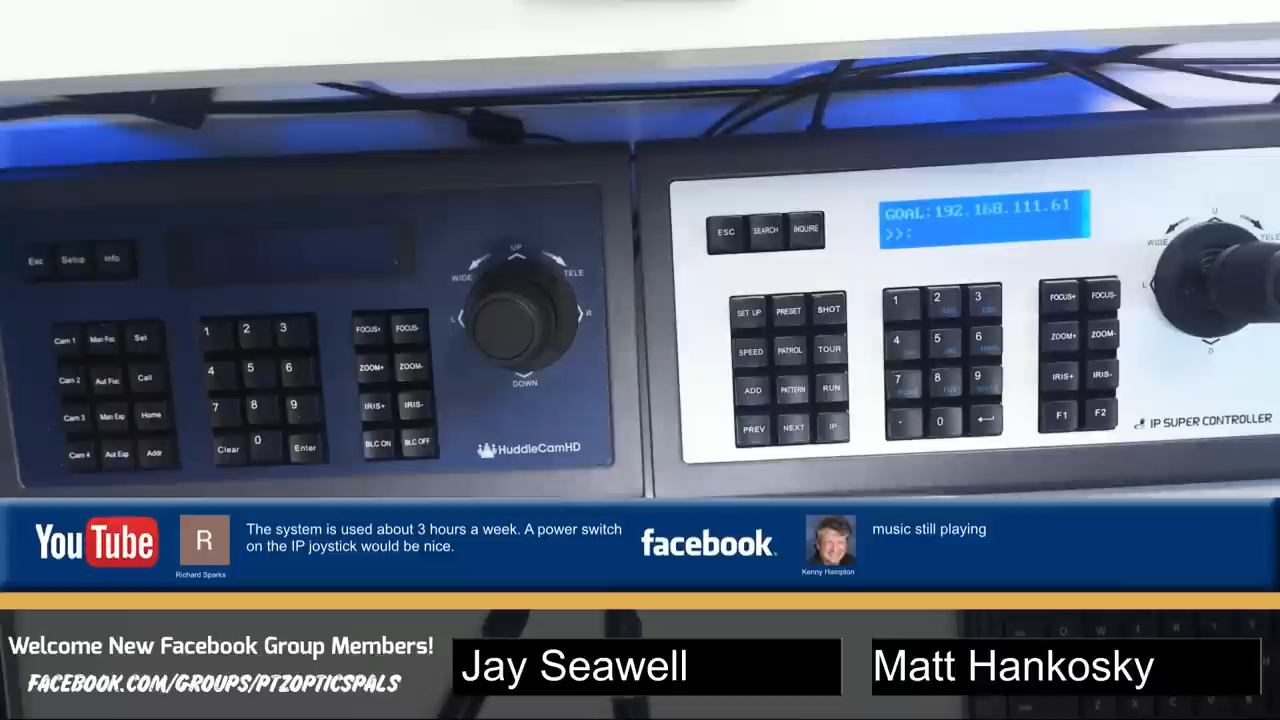 GOAL:192.168.111.61
>>:
ESC SEARCH INQUIRE
Esc Setup Info
UP
WIDE TELE
L R
DOWN
U
WIDE TELE
L
D
Cam 1 Man Foc Set
Cam 2 Aut Foc Call
Cam 3 Man Exp Home
Cam 4 Aut Exp Addr
1 2 3
4 5 6
7 8 9
Clear 0 Enter
FOCUS+ FOCUS-
ZOOM+ ZOOM-
IRIS+ IRIS-
BLC ON BLC OFF
HuddleCamHD
SET UP PRESET SHOT
SPEED PATROL TOUR
ADD PATTERN RUN
PREV NEXT IP
1 2 3
4 5 6
7 8 9
. 0
FOCUS+ FOCUS-
ZOOM+ ZOOM-
IRIS+ IRIS-
F1 F2
IP SUPER CONTROLLER
YouTube
R
Richard Sparks
The system is used about 3 hours a week. A power switch
on the IP joystick would be nice.
facebook
Kenny Hampton
music still playing
Welcome New Facebook Group Members!
FACEBOOK.COM/GROUPS/PTZOPTICSPALS
Jay Seawell
Matt Hankosky